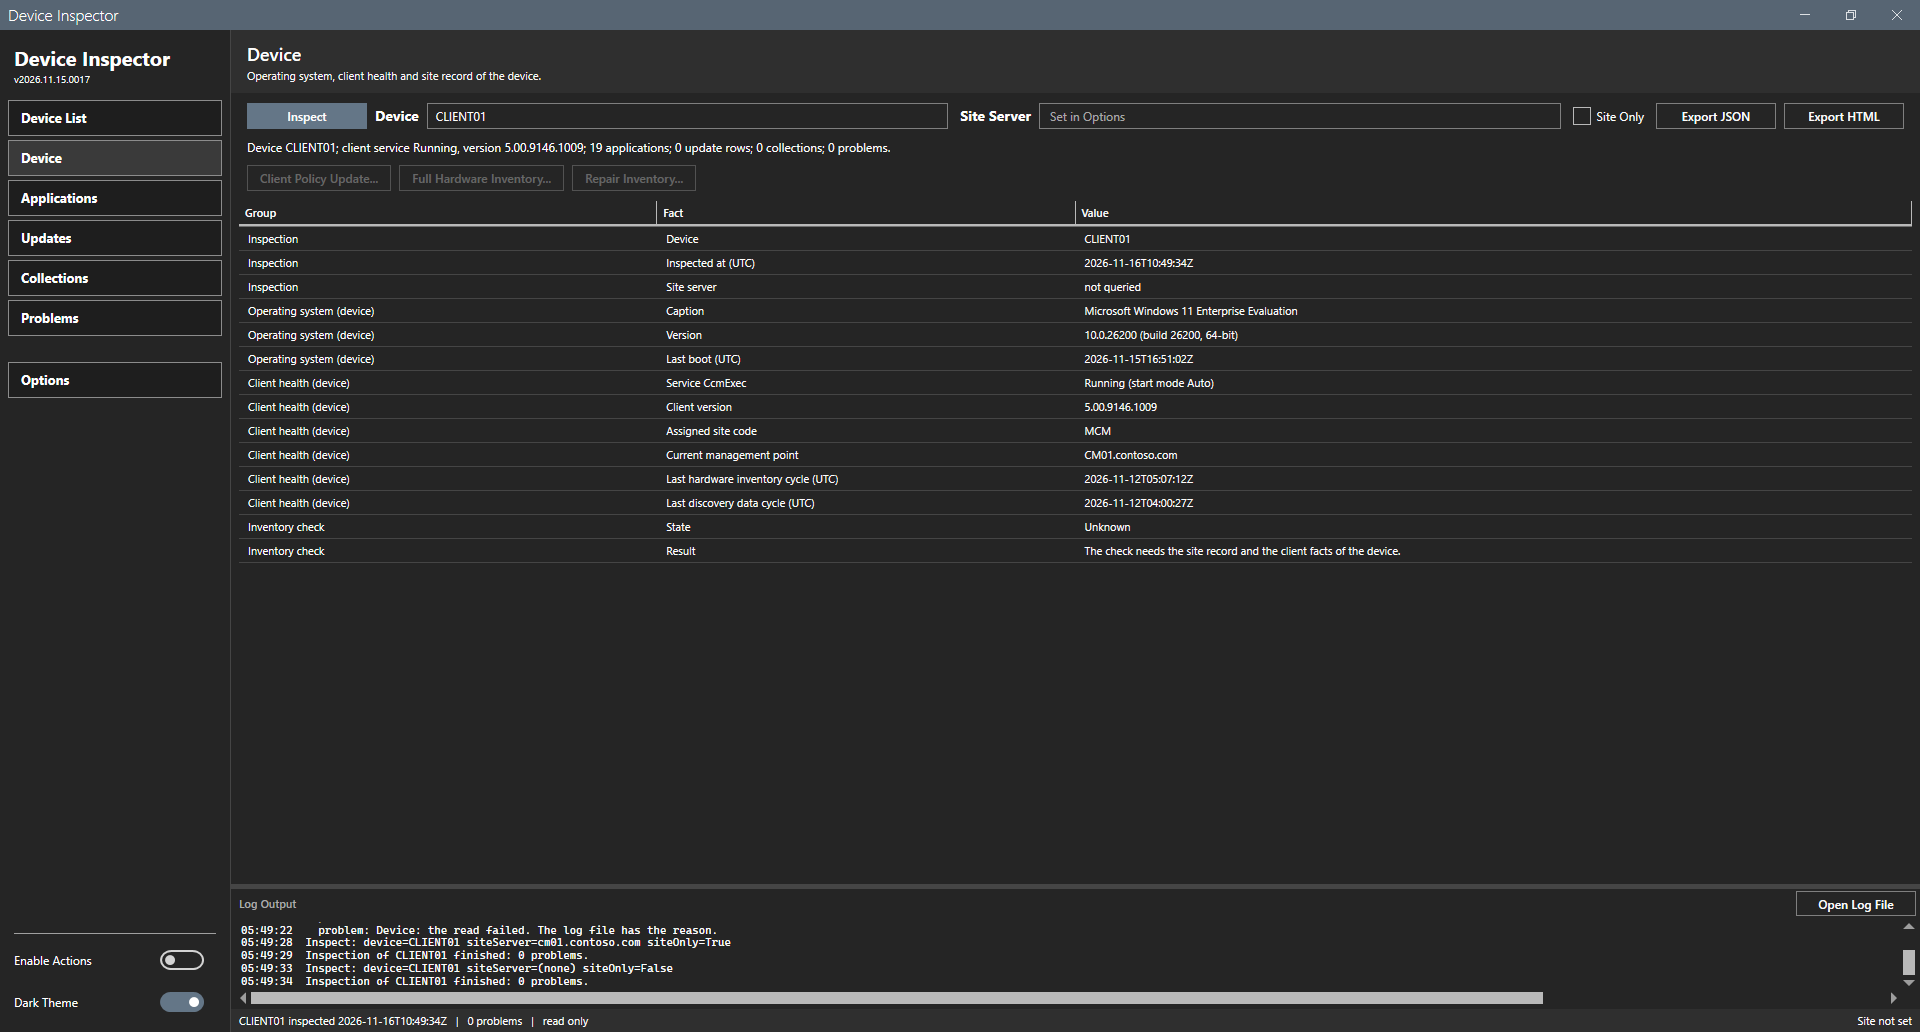 Device Inspector
Device Inspector
v2026.11.15.0017
Device List
Device
Applications
Updates
Collections
Problems
Options
Enable Actions
Dark Theme
Device
Operating system, client health and site record of the device.
Inspect Device CLIENT01 Site Server Set in Options Site Only Export JSON Export HTML
Device CLIENT01; client service Running, version 5.00.9146.1009; 19 applications; 0 update rows; 0 collections; 0 problems.
Client Policy Update... Full Hardware Inventory... Repair Inventory...
Group Fact Value
Inspection Device CLIENT01
Inspection Inspected at (UTC) 2026-11-16T10:49:34Z
Inspection Site server not queried
Operating system (device) Caption Microsoft Windows 11 Enterprise Evaluation
Operating system (device) Version 10.0.26200 (build 26200, 64-bit)
Operating system (device) Last boot (UTC) 2026-11-15T16:51:02Z
Client health (device) Service CcmExec Running (start mode Auto)
Client health (device) Client version 5.00.9146.1009
Client health (device) Assigned site code MCM
Client health (device) Current management point CM01.contoso.com
Client health (device) Last hardware inventory cycle (UTC) 2026-11-12T05:07:12Z
Client health (device) Last discovery data cycle (UTC) 2026-11-12T04:00:27Z
Inventory check State Unknown
Inventory check Result The check needs the site record and the client facts of the device.
Log Output Open Log File
05:49:22 problem: Device: the read failed. The log file has the reason.
05:49:28 Inspect: device=CLIENT01 siteServer=cm01.contoso.com siteOnly=True
05:49:29 Inspection of CLIENT01 finished: 0 problems.
05:49:33 Inspect: device=CLIENT01 siteServer=(none) siteOnly=False
05:49:34 Inspection of CLIENT01 finished: 0 problems.
CLIENT01 inspected 2026-11-16T10:49:34Z | 0 problems | read only Site not set